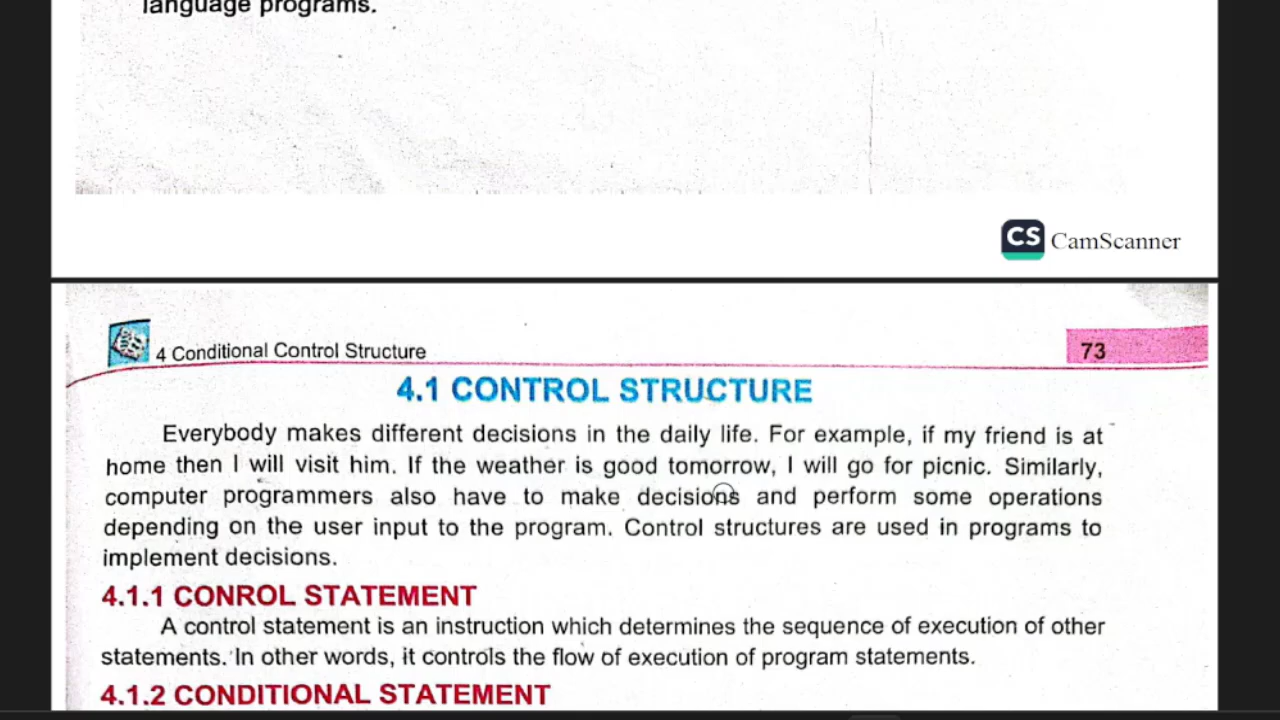 language programs.
CS CamScanner
4 Conditional Control Structure
73
4.1 CONTROL STRUCTURE
Everybody makes different decisions in the daily life. For example, if my friend is at
home then I will visit him. If the weather is good tomorrow, I will go for picnic. Similarly,
computer programmers also have to make decisions and perform some operations
depending on the user input to the program. Control structures are used in programs to
implement decisions.
4.1.1 CONROL STATEMENT
A control statement is an instruction which determines the sequence of execution of other
statements. In other words, it controls the flow of execution of program statements.
4.1.2 CONDITIONAL STATEMENT